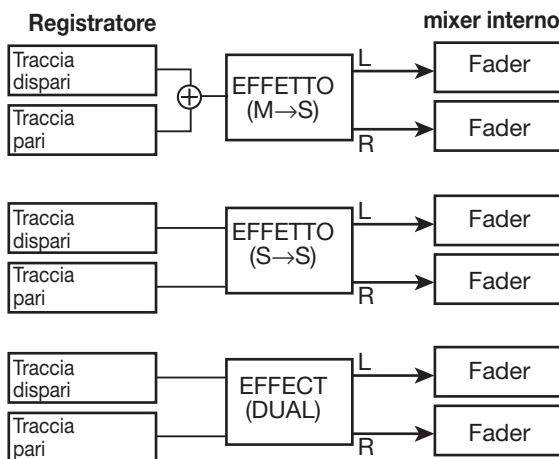 Registratore
mixer interno
Traccia
dispari
Traccia
pari
EFFETTO
(M→S)
L
R
Fader
Fader
Traccia
dispari
Traccia
pari
EFFETTO
(S→S)
L
R
Fader
Fader
Traccia
dispari
Traccia
pari
EFFECT
(DUAL)
L
R
Fader
Fader